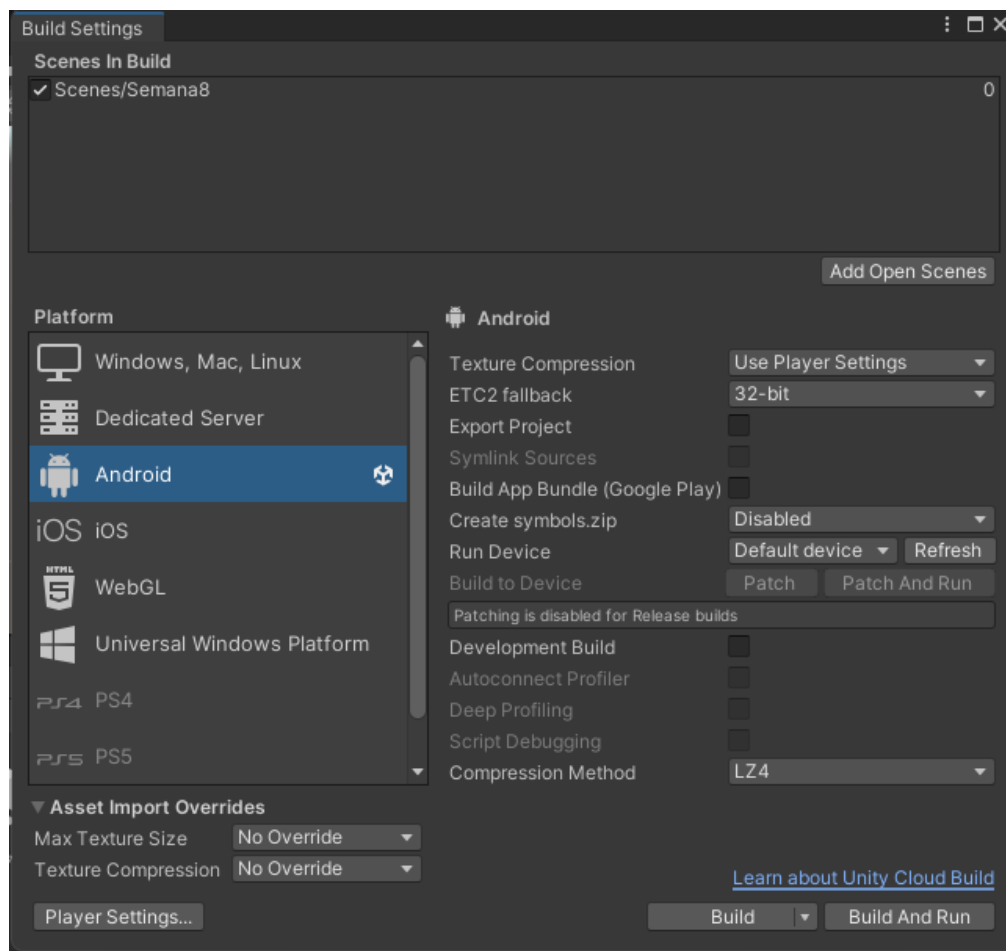 Build Settings
Scenes In Build
Scenes/Semana8 0
Add Open Scenes
Platform
Windows, Mac, Linux
Dedicated Server
Android
iOS iOS
HTML 5 WebGL
Universal Windows Platform
PS4 PS4
PS5 PS5
Android
Texture Compression Use Player Settings
ETC2 fallback 32-bit
Export Project
Symlink Sources
Build App Bundle (Google Play)
Create symbols.zip Disabled
Run Device Default device Refresh
Build to Device Patch Patch And Run
Patching is disabled for Release builds
Development Build
Autoconnect Profiler
Deep Profiling
Script Debugging
Compression Method LZ4
Asset Import Overrides
Max Texture Size No Override
Texture Compression No Override
Learn about Unity Cloud Build
Player Settings... Build Build And Run